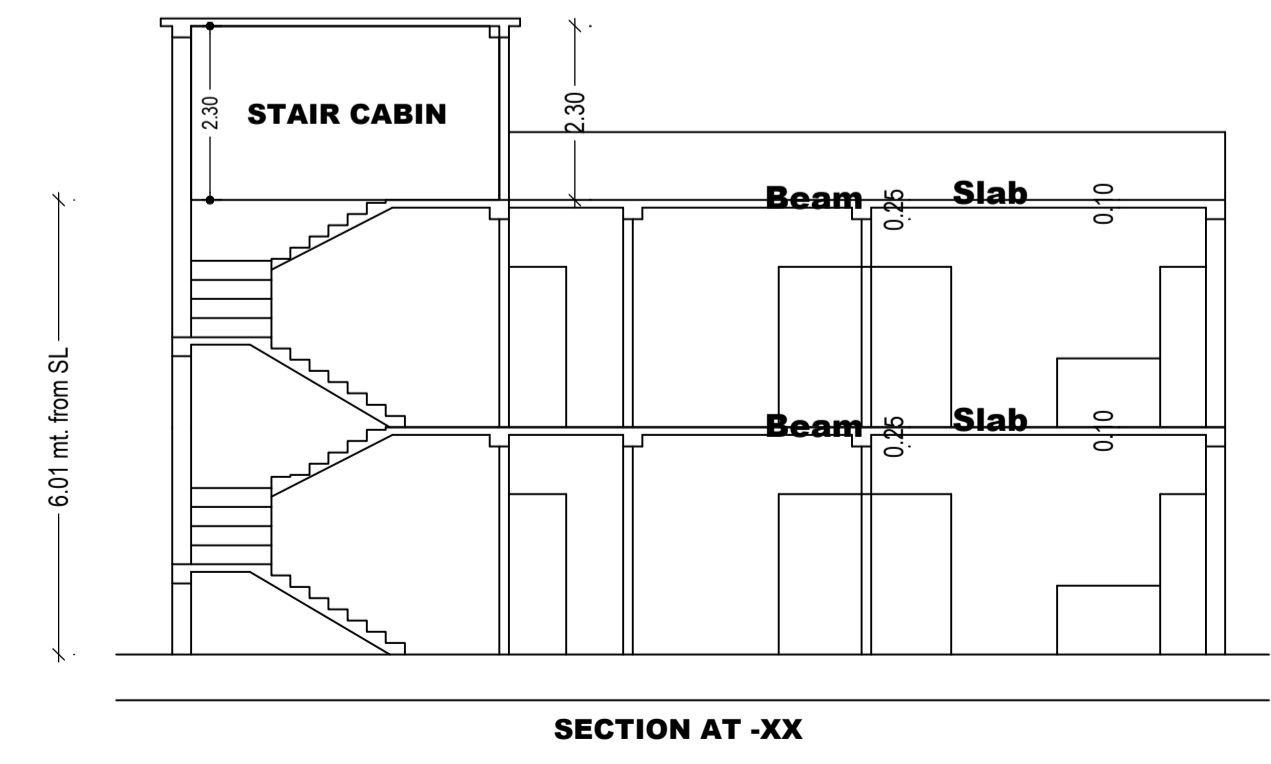 2.30
STAIR CABIN
2.30
Beam
0.25
Slab
0.10
6.01 mt. from SL
Beam
0.25
Slab
0.10
SECTION AT -XX